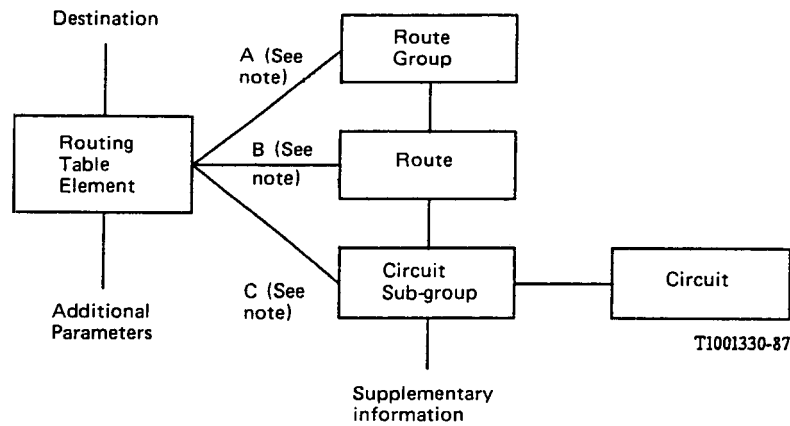 Destination
A (See
note)
Route
Group
Routing
Table
Element
B (See
note)
Route
C (See
note)
Circuit
Sub-group
Circuit
Additional
Parameters
T1001330-87
Supplementary
information